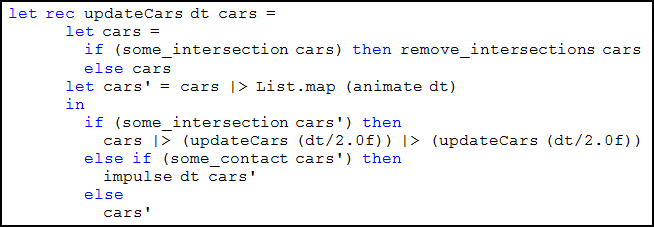 let rec updateCars dt cars =
let cars =
if (some_intersection cars) then remove_intersections cars
else cars
let cars' = cars |> List.map (animate dt)
in
if (some_intersection cars') then
cars |> (updateCars (dt/2.0f)) |> (updateCars (dt/2.0f))
else if (some_contact cars') then
impulse dt cars'
else
cars'